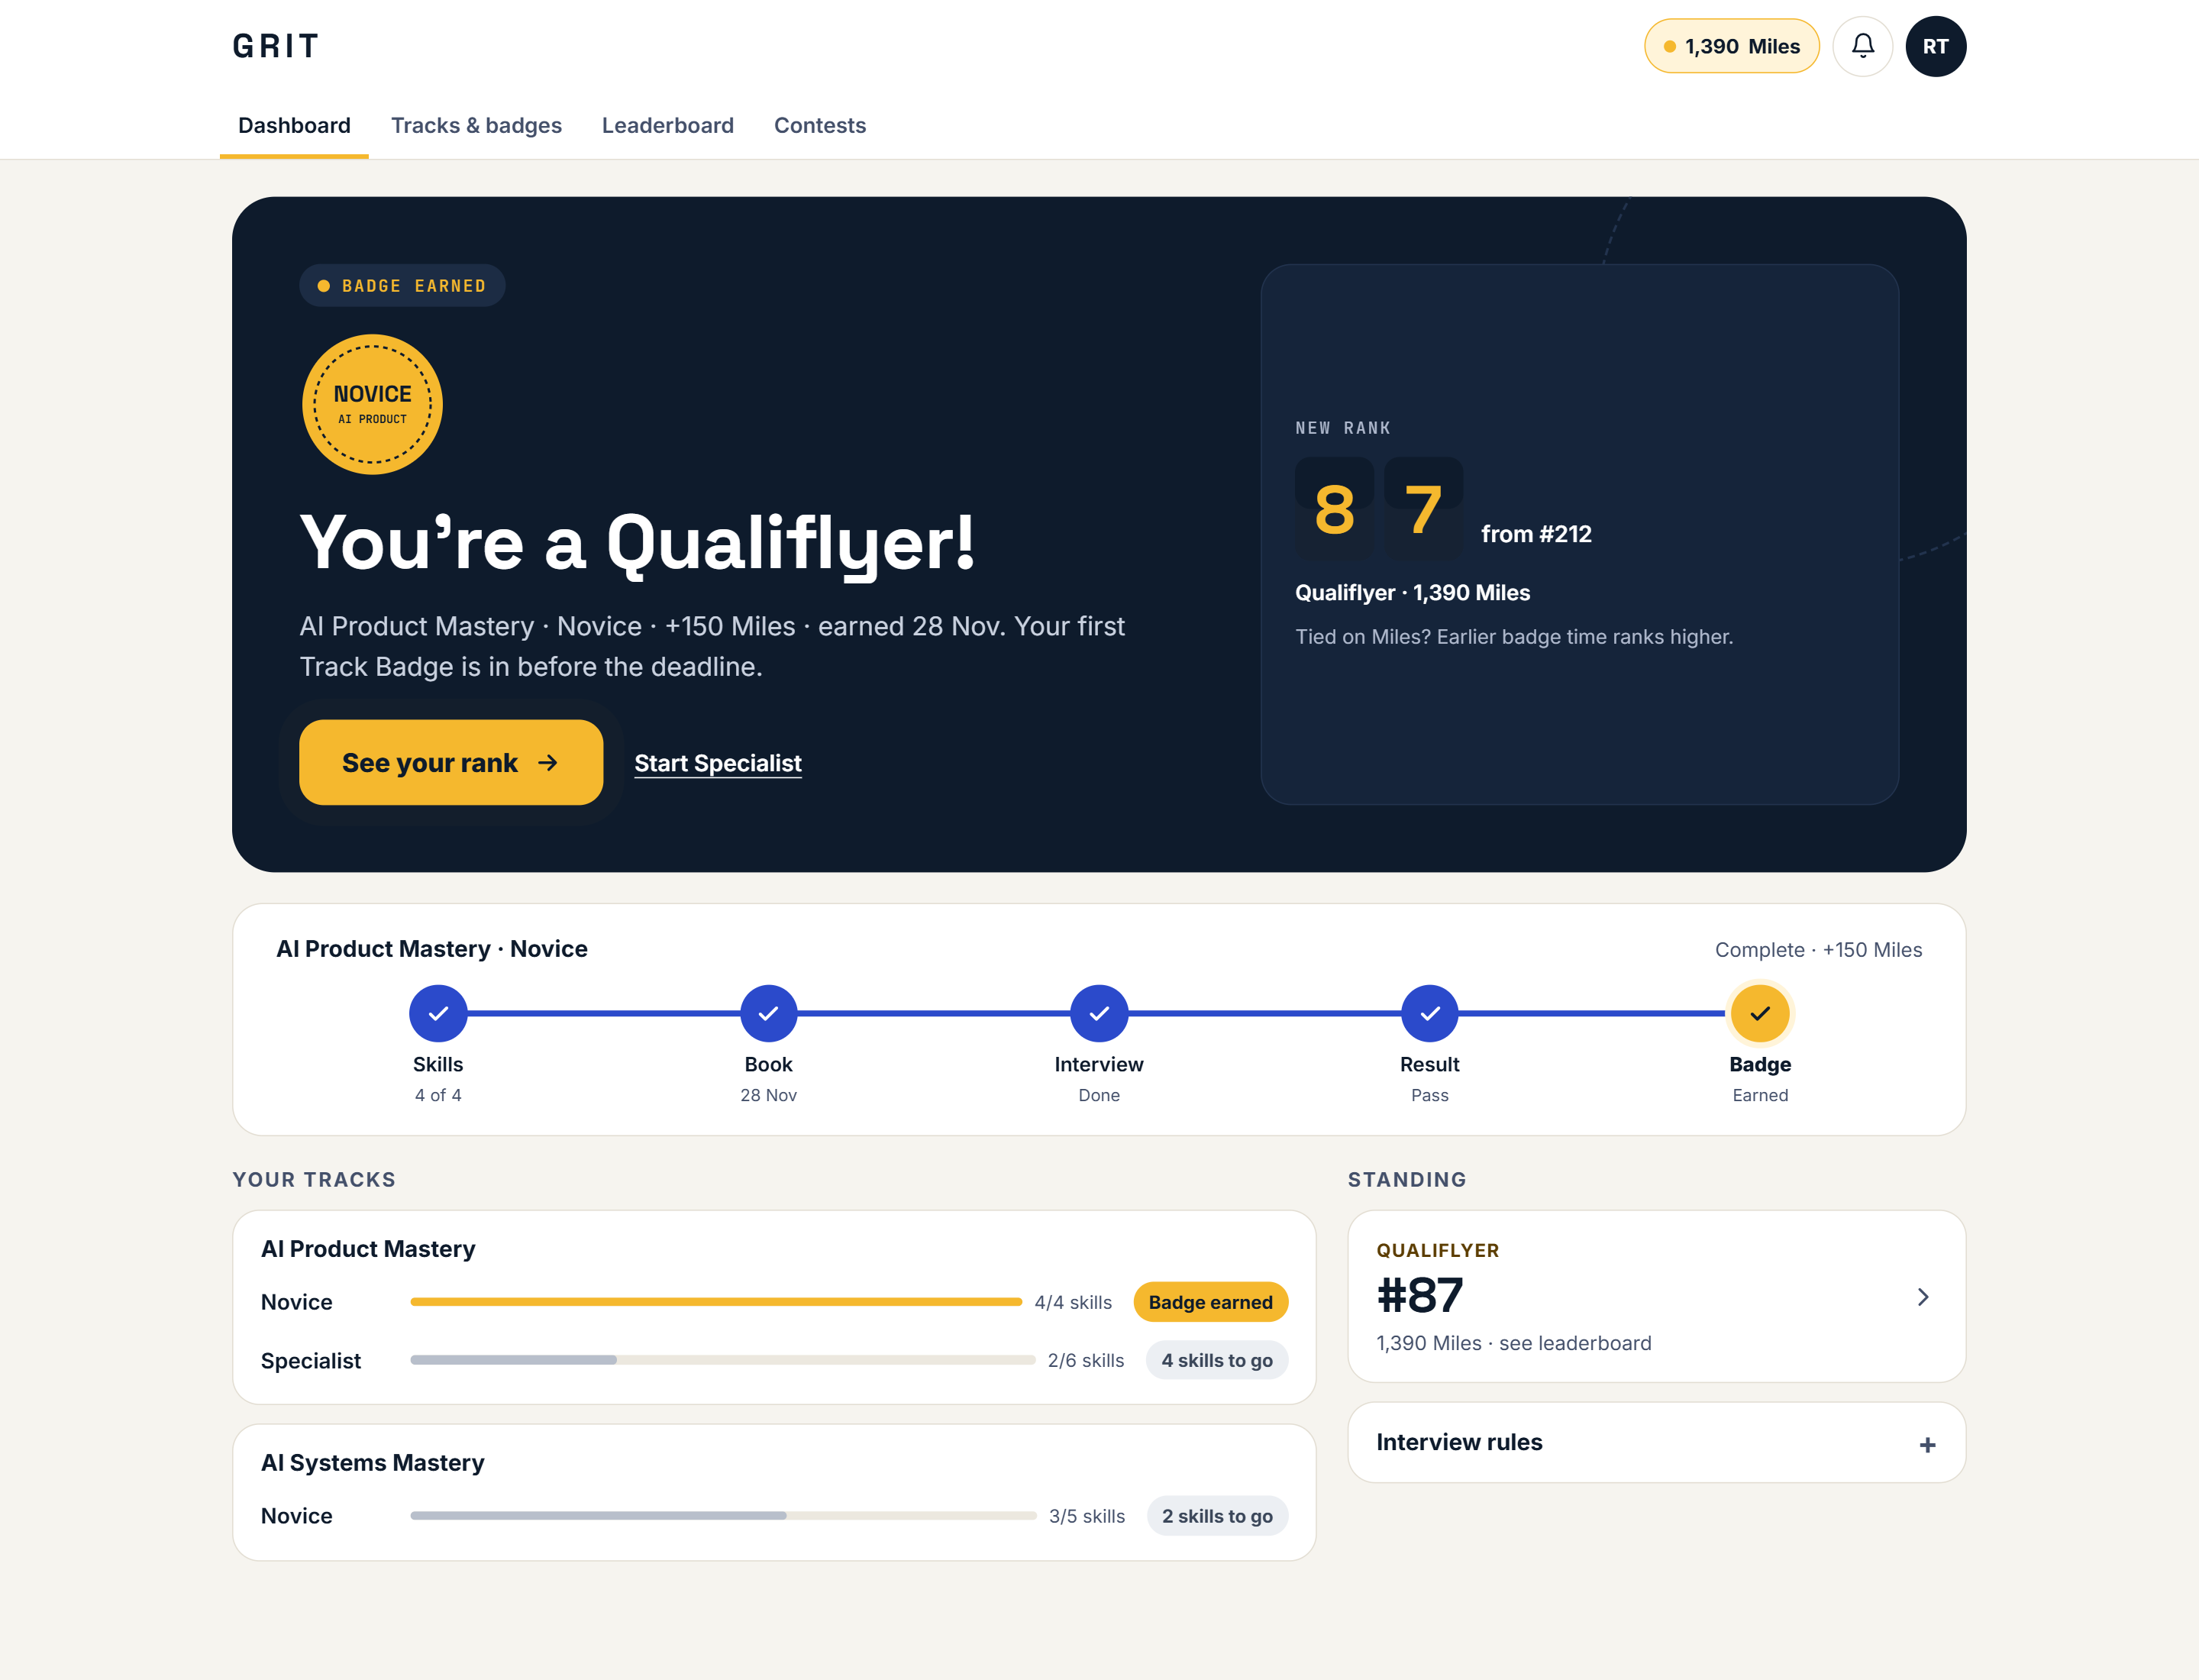 GRIT
1,390 Miles
RT
Dashboard
Tracks & badges
Leaderboard
Contests
BADGE EARNED
NOVICE
AI PRODUCT
You’re a Qualiflyer!
AI Product Mastery · Novice · +150 Miles · earned 28 Nov. Your first
Track Badge is in before the deadline.
See your rank →
Start Specialist
NEW RANK
87 from #212
Qualiflyer · 1,390 Miles
Tied on Miles? Earlier badge time ranks higher.
AI Product Mastery · Novice
Complete · +150 Miles
Skills
4 of 4
Book
28 Nov
Interview
Done
Result
Pass
Badge
Earned
YOUR TRACKS
AI Product Mastery
Novice 4/4 skills Badge earned
Specialist 2/6 skills 4 skills to go
AI Systems Mastery
Novice 3/5 skills 2 skills to go
STANDING
QUALIFLYER
#87
1,390 Miles · see leaderboard
Interview rules +